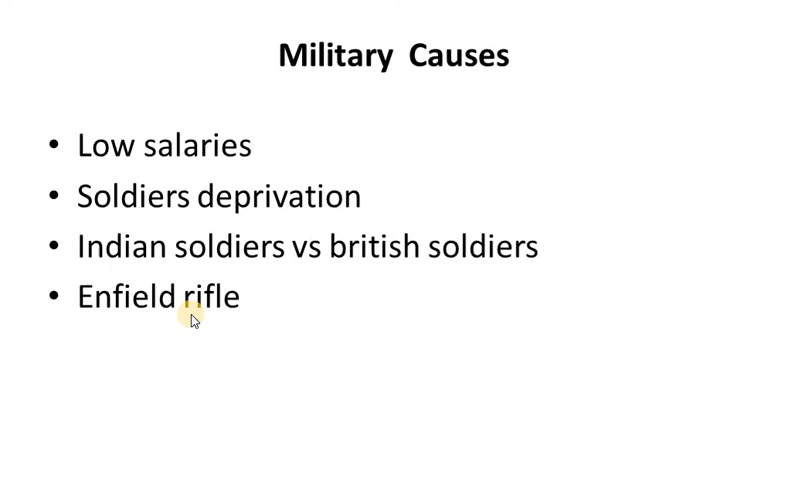 Military Causes
• Low salaries
• Soldiers deprivation
• Indian soldiers vs british soldiers
• Enfield rifle